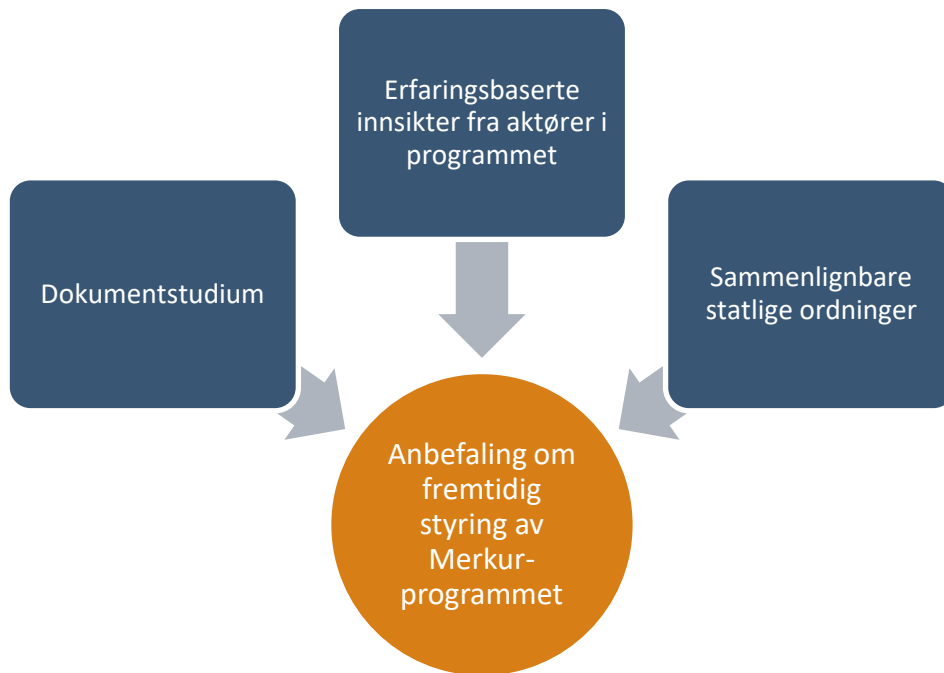 Erfaringsbaserte
innsikter fra aktører i
programmet
Dokumentstudium
Sammenlignbare
statlige ordninger
Anbefaling om
fremtidig
styring av
Merkur-
programmet